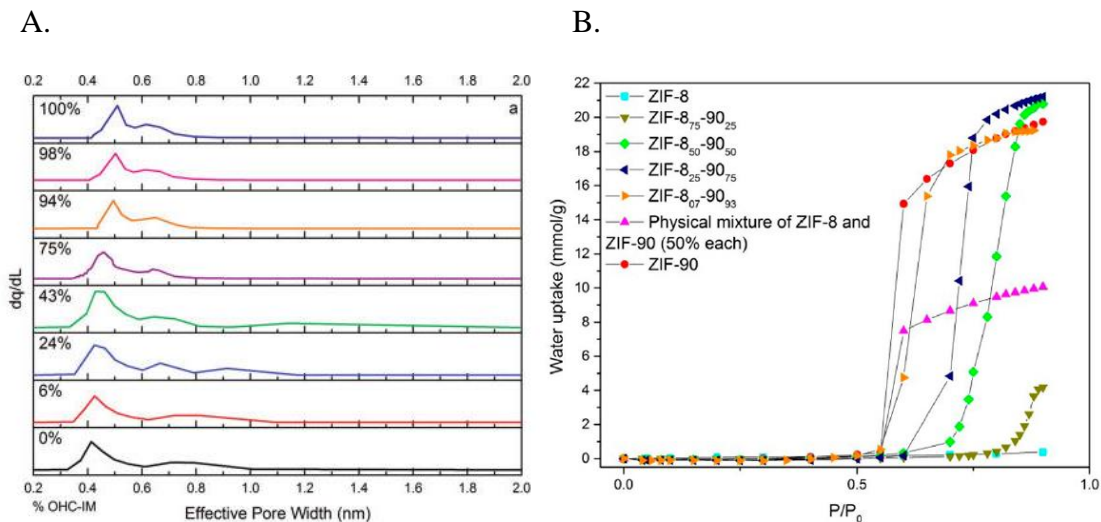 A.
B.
0.2 0.4 0.6 0.8 1.0 1.2 1.4 1.6 1.8 2.0
100%
a
98%
94%
75%
43%
24%
6%
0%
dq/dL
0.2 0.4 0.6 0.8 1.0 1.2 1.4 1.6 1.8 2.0
% OHC-IM
Effective Pore Width (nm)
22
20
18
16
14
12
10
8
6
4
2
0
Water uptake (mmol/g)
ZIF-8
ZIF-8₇₅-90₂₅
ZIF-8₅₀-90₅₀
ZIF-8₂₅-90₇₅
ZIF-8₀₇-90₉₃
Physical mixture of ZIF-8 and
ZIF-90 (50% each)
ZIF-90
0.0 0.5 1.0
P/P₀